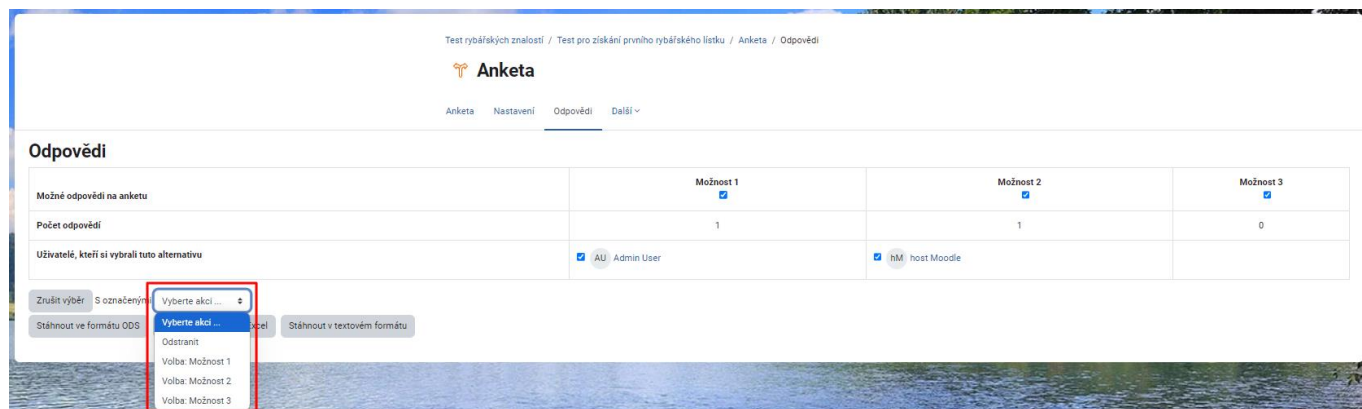 Test rybářských znalostí / Test pro získání prvního rybářského lístku / Anketa / Odpovědi
Anketa
Anketa Nastavení Odpovědi Další
Odpovědi
Možné odpovědi na anketu Možnost 1 Možnost 2 Možnost 3
Počet odpovědí 1 1 0
Uživatelé, kteří si vybrali tuto alternativu AU Admin User hM host Moodle
Zrušit výběr S označenými Vyberte akci ...
Stáhnout ve formátu ODS Vyberte akci ... Excel Stáhnout v textovém formátu
Odstranit
Volba: Možnost 1
Volba: Možnost 2
Volba: Možnost 3